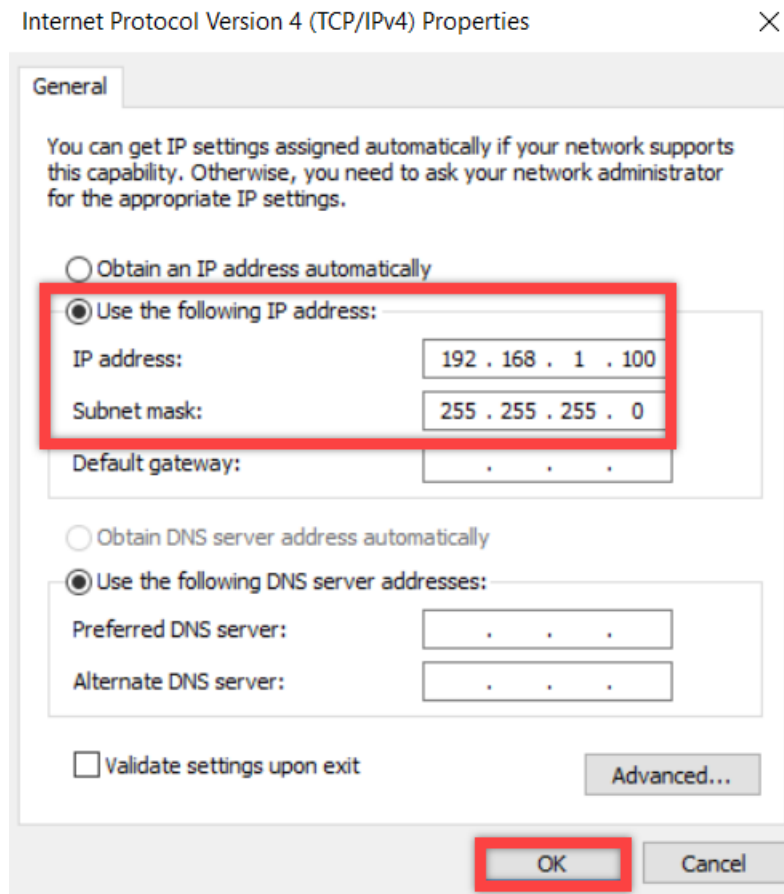 Internet Protocol Version 4 (TCP/IPv4) Properties
General
You can get IP settings assigned automatically if your network supports
this capability. Otherwise, you need to ask your network administrator
for the appropriate IP settings.
Obtain an IP address automatically
Use the following IP address:
IP address: 192 . 168 . 1 . 100
Subnet mask: 255 . 255 . 255 . 0
Default gateway: . . .
Obtain DNS server address automatically
Use the following DNS server addresses:
Preferred DNS server: . . .
Alternate DNS server: . . .
Validate settings upon exit
Advanced...
OK Cancel